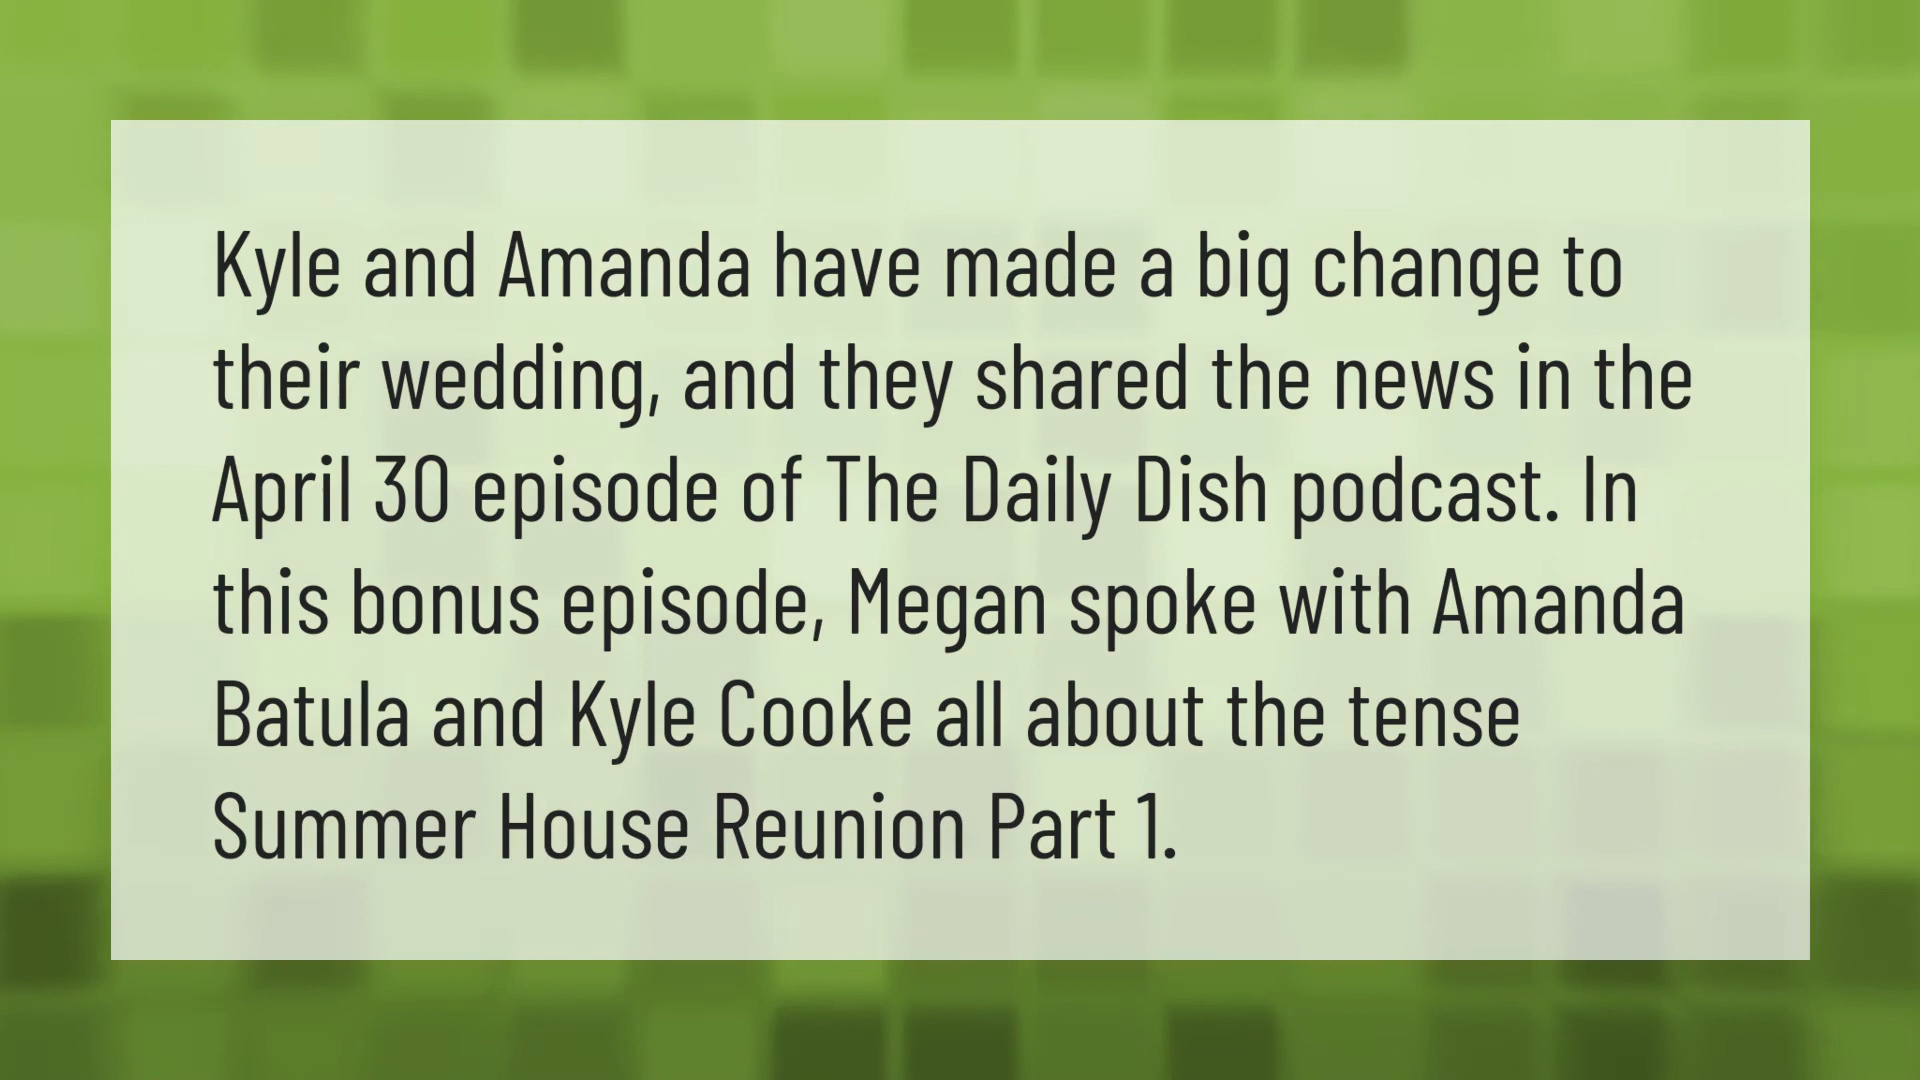 Kyle and Amanda have made a big change to
their wedding, and they shared the news in the
April 30 episode of The Daily Dish podcast. In
this bonus episode, Megan spoke with Amanda
Batula and Kyle Cooke all about the tense
Summer House Reunion Part 1.